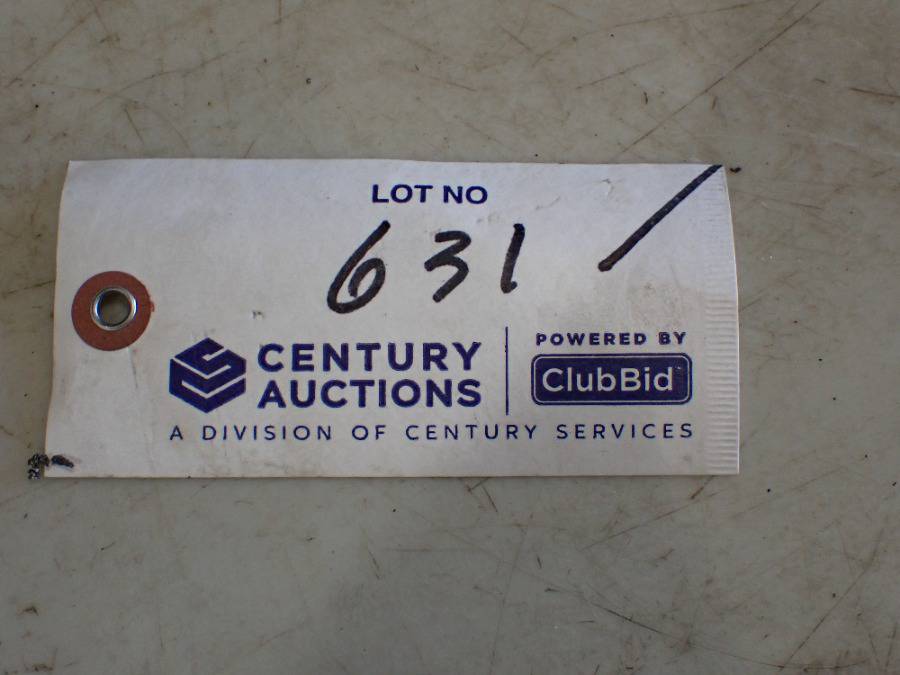 LOT NO
631 /
CENTURY
AUCTIONS
POWERED BY
ClubBid
A DIVISION OF CENTURY SERVICES